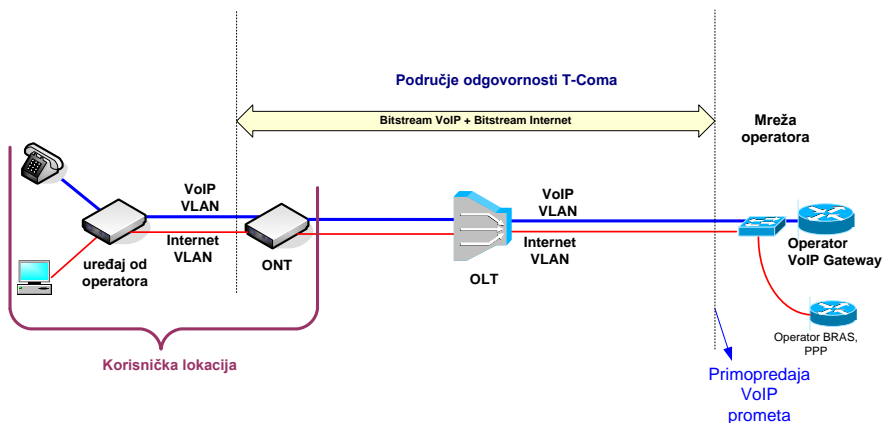 Područje odgovornosti T-Coma
Bitstream VoIP + Bitstream Internet
Mreža
operatora
VoIP
VLAN
Internet
VLAN
uređaj od
operatora
ONT
OLT
VoIP
VLAN
Internet
VLAN
Operator
VoIP Gateway
Operator BRAS,
PPP
Korisnička lokacija
Primopredaja
VoIP
prometa